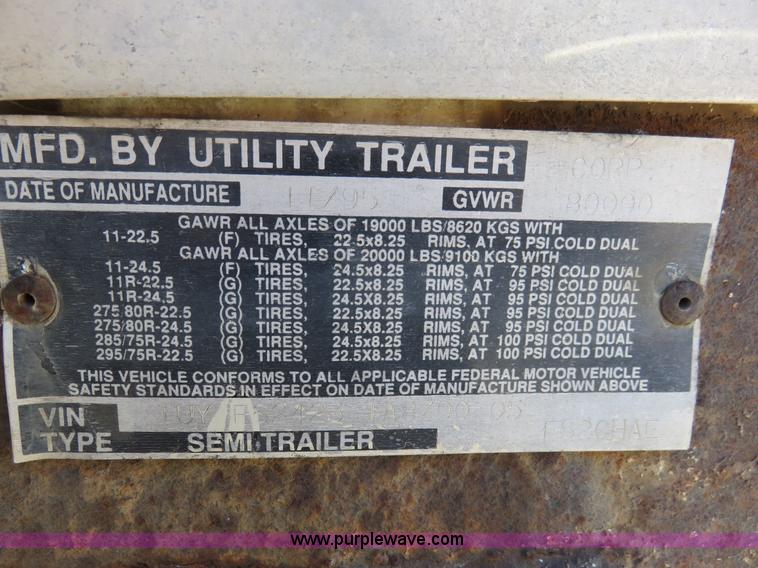 MFD. BY UTILITY TRAILER CORP.
DATE OF MANUFACTURE 11/95 GVWR 80000
GAWR ALL AXLES OF 19000 LBS/8620 KGS WITH
11-22.5 (F) TIRES, 22.5x8.25 RIMS, AT 75 PSI COLD DUAL
GAWR ALL AXLES OF 20000 LBS/9100 KGS WITH
11-24.5 (F) TIRES, 24.5x8.25 RIMS, AT 75 PSI COLD DUAL
11R-22.5 (G) TIRES, 22.5X8.25 RIMS, AT 95 PSI COLD DUAL
11R-24.5 (G) TIRES, 24.5X8.25 RIMS, AT 95 PSI COLD DUAL
275/80R-22.5 (G) TIRES, 22.5X8.25 RIMS, AT 95 PSI COLD DUAL
275/80R-24.5 (G) TIRES, 24.5X8.25 RIMS, AT 95 PSI COLD DUAL
285/75R-24.5 (G) TIRES, 24.5X8.25 RIMS, AT 100 PSI COLD DUAL
295/75R-22.5 (G) TIRES, 22.5X8.25 RIMS, AT 100 PSI COLD DUAL
THIS VEHICLE CONFORMS TO ALL APPLICABLE FEDERAL MOTOR VEHICLE
SAFETY STANDARDS IN EFFECT ON DATE OF MANUFACTURE SHOWN ABOVE
VIN
TYPE SEMI TRAILER FS2CHAE
www.purplewave.com